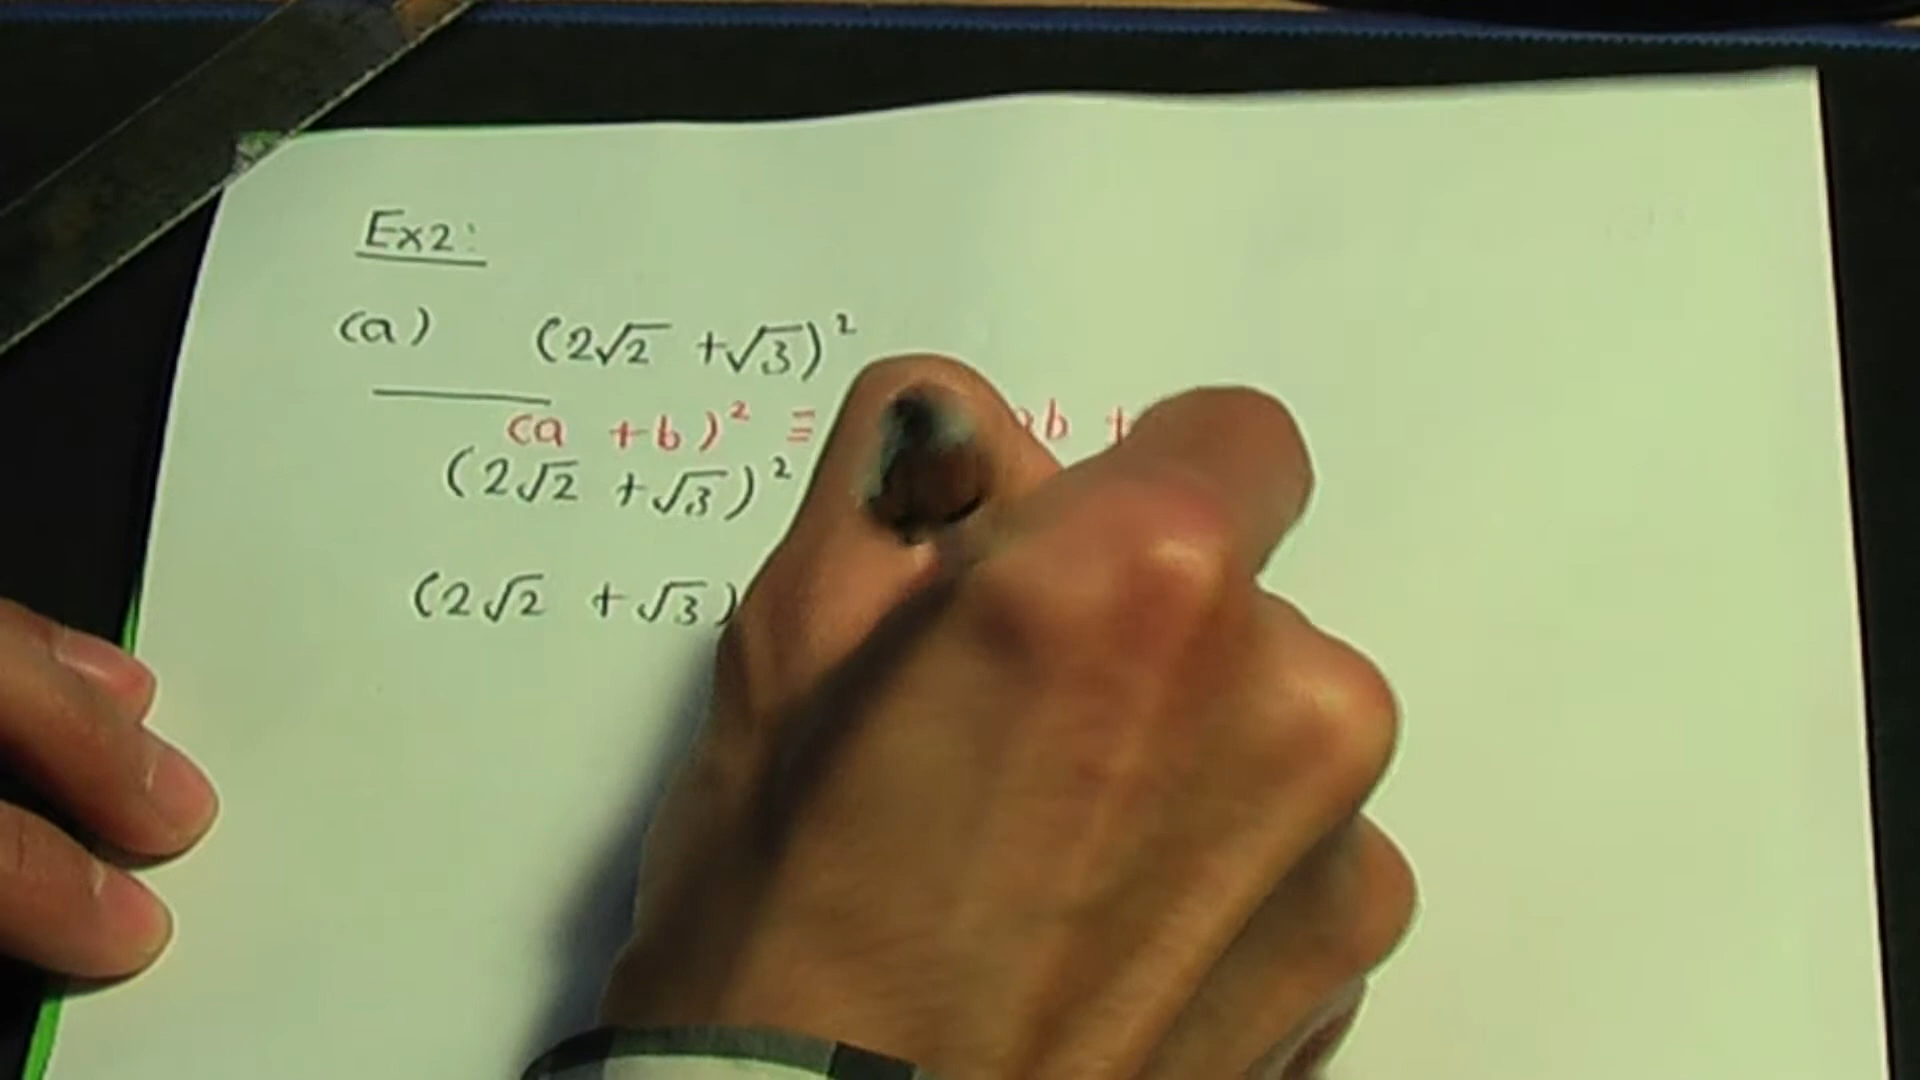 Ex2:
(a) (2√2 +√3)²
(a +b)² ≡ b +
(2√2 +√3)²
(2√2 +√3)